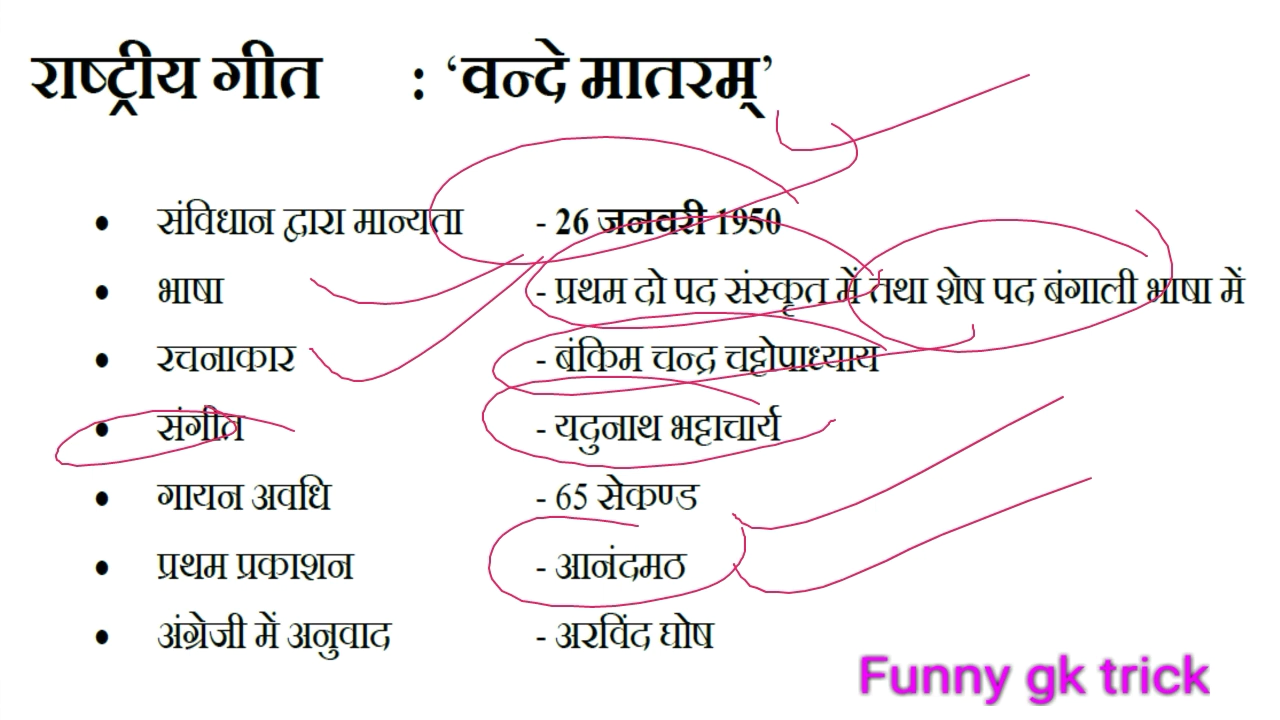 राष्ट्रीय गीत : ‘वन्दे मातरम्’
• संविधान द्वारा मान्यता - 26 जनवरी 1950
• भाषा - प्रथम दो पद संस्कृत में तथा शेष पद बंगाली भाषा में
• रचनाकार - बंकिम चन्द्र चट्टोपाध्याय
• संगीत - यदुनाथ भट्टाचार्य
• गायन अवधि - 65 सेकण्ड
• प्रथम प्रकाशन - आनंदमठ
• अंग्रेजी में अनुवाद - अरविंद घोष
Funny gk trick